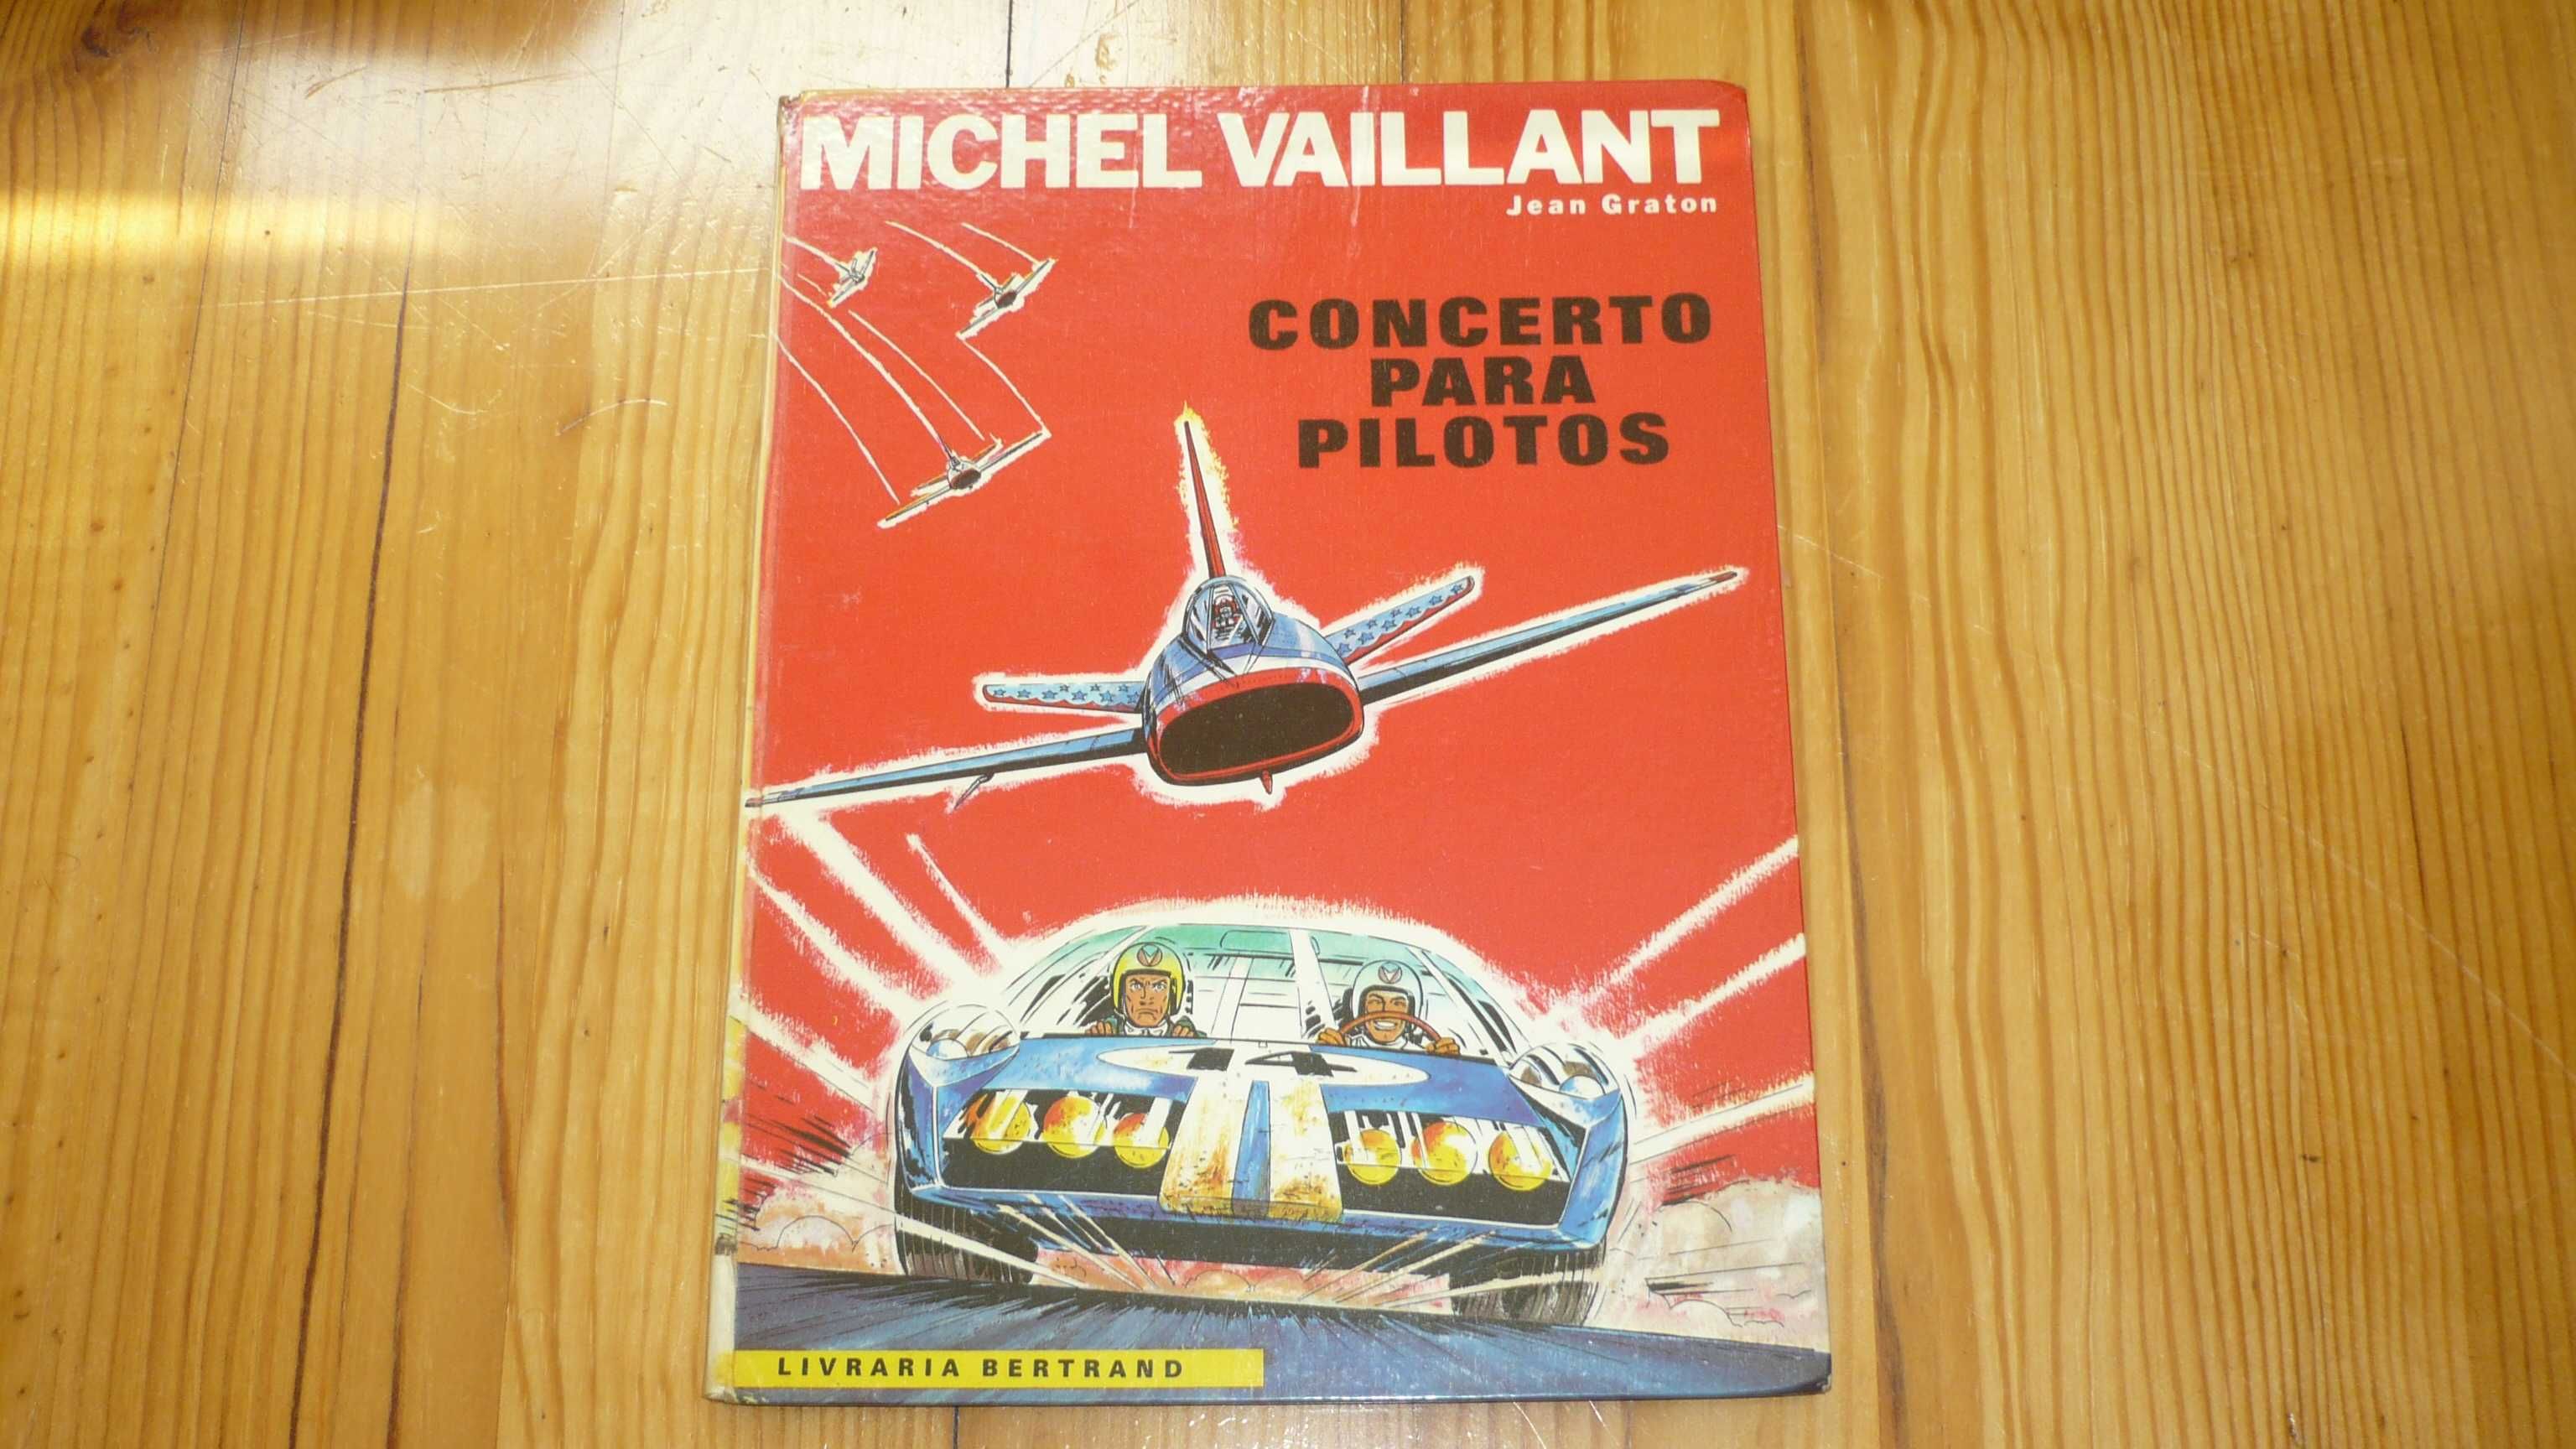 MICHEL VAILLANT
Jean Graton
CONCERTO
PARA
PILOTOS
14
LIVRARIA BERTRAND